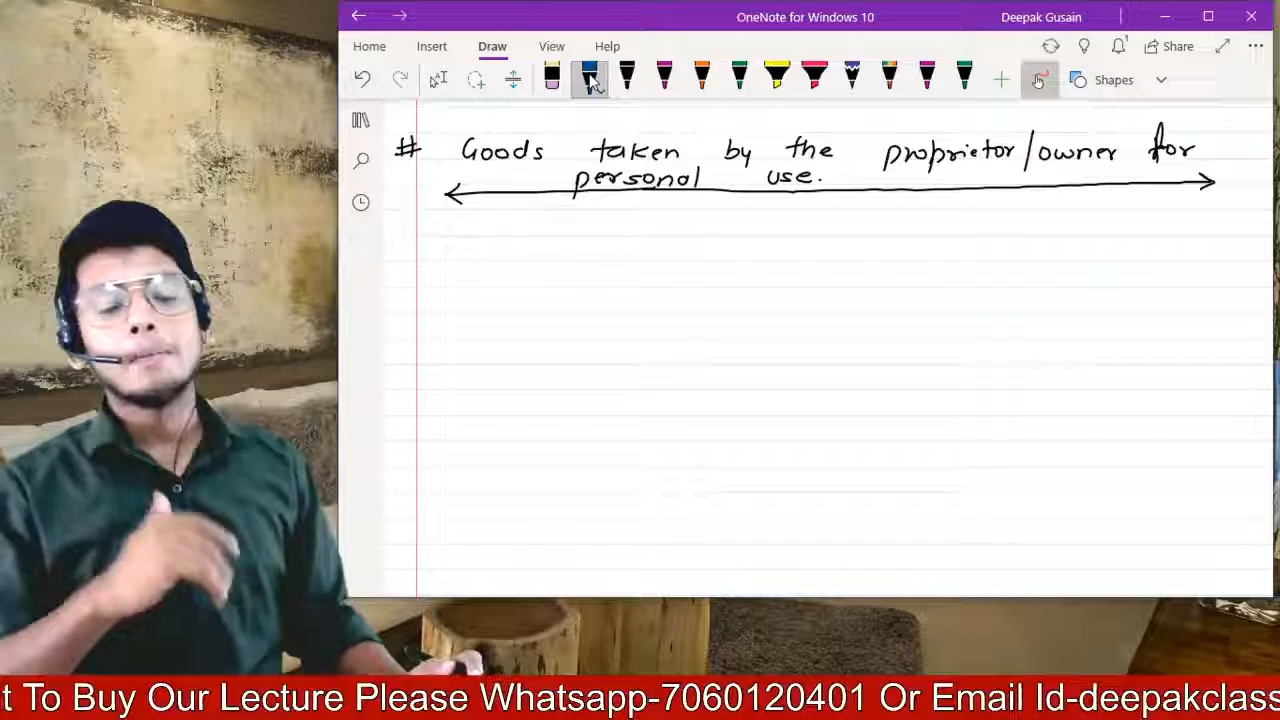 OneNote for Windows 10
Deepak Gusain
Home Insert Draw View Help
Share
Shapes
# Goods taken by the proprietor/owner for
personal use.
t To Buy Our Lecture Please Whatsapp-7060120401 Or Email Id-deepakclass